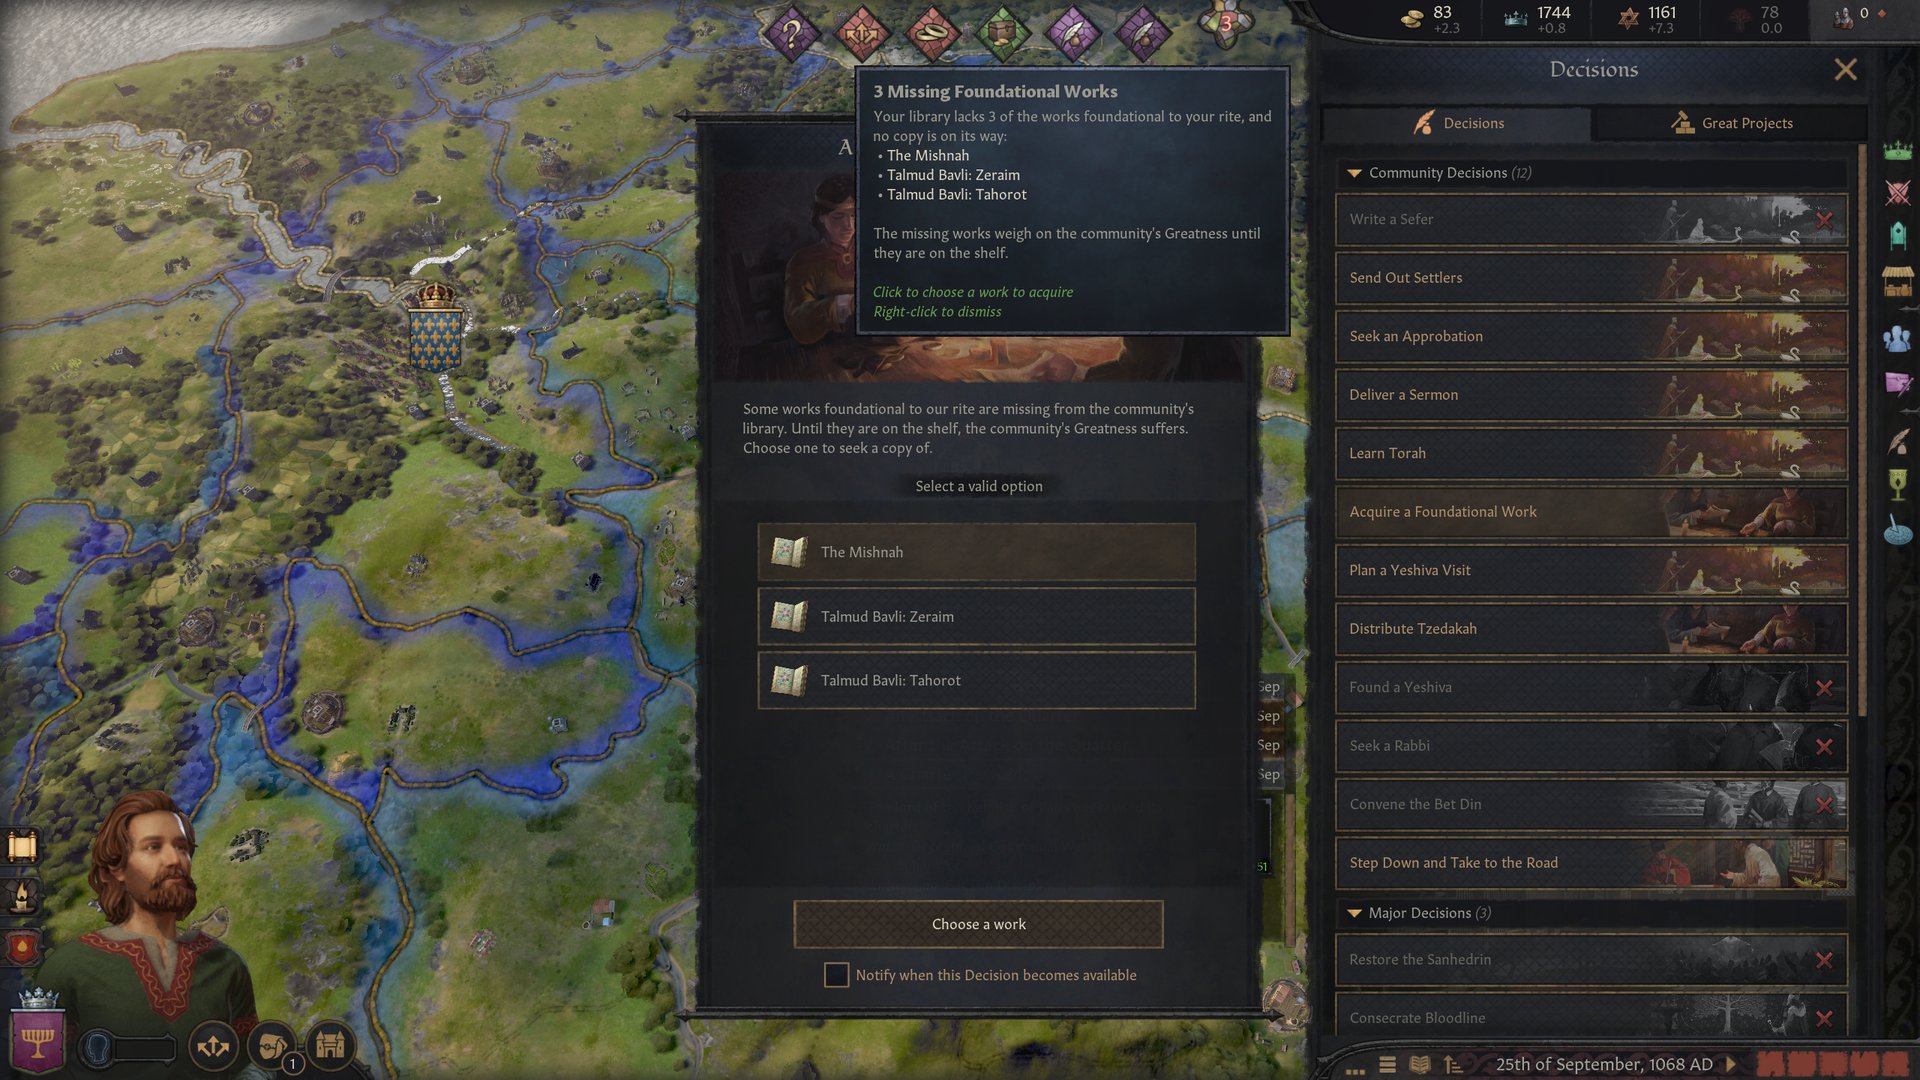 83
+2.3
1744
+0.8
1161
+7.3
78
0.0
0
3
3 Missing Foundational Works
Your library lacks 3 of the works foundational to your rite, and
no copy is on its way:
• The Mishnah
• Talmud Bavli: Zeraim
• Talmud Bavli: Tahorot
The missing works weigh on the community's Greatness until
they are on the shelf.
Click to choose a work to acquire
Right-click to dismiss
Some works foundational to our rite are missing from the community's
library. Until they are on the shelf, the community's Greatness suffers.
Choose one to seek a copy of.
Select a valid option
The Mishnah
Talmud Bavli: Zeraim
Talmud Bavli: Tahorot
Choose a work
Notify when this Decision becomes available
Sep
Sep
Sep
Sep
51
Decisions
Decisions
Great Projects
Community Decisions (12)
Write a Sefer
Send Out Settlers
Seek an Approbation
Deliver a Sermon
Learn Torah
Acquire a Foundational Work
Plan a Yeshiva Visit
Distribute Tzedakah
Found a Yeshiva
Seek a Rabbi
Convene the Bet Din
Step Down and Take to the Road
Major Decisions (3)
Restore the Sanhedrin
Consecrate Bloodline
1
25th of September, 1068 AD